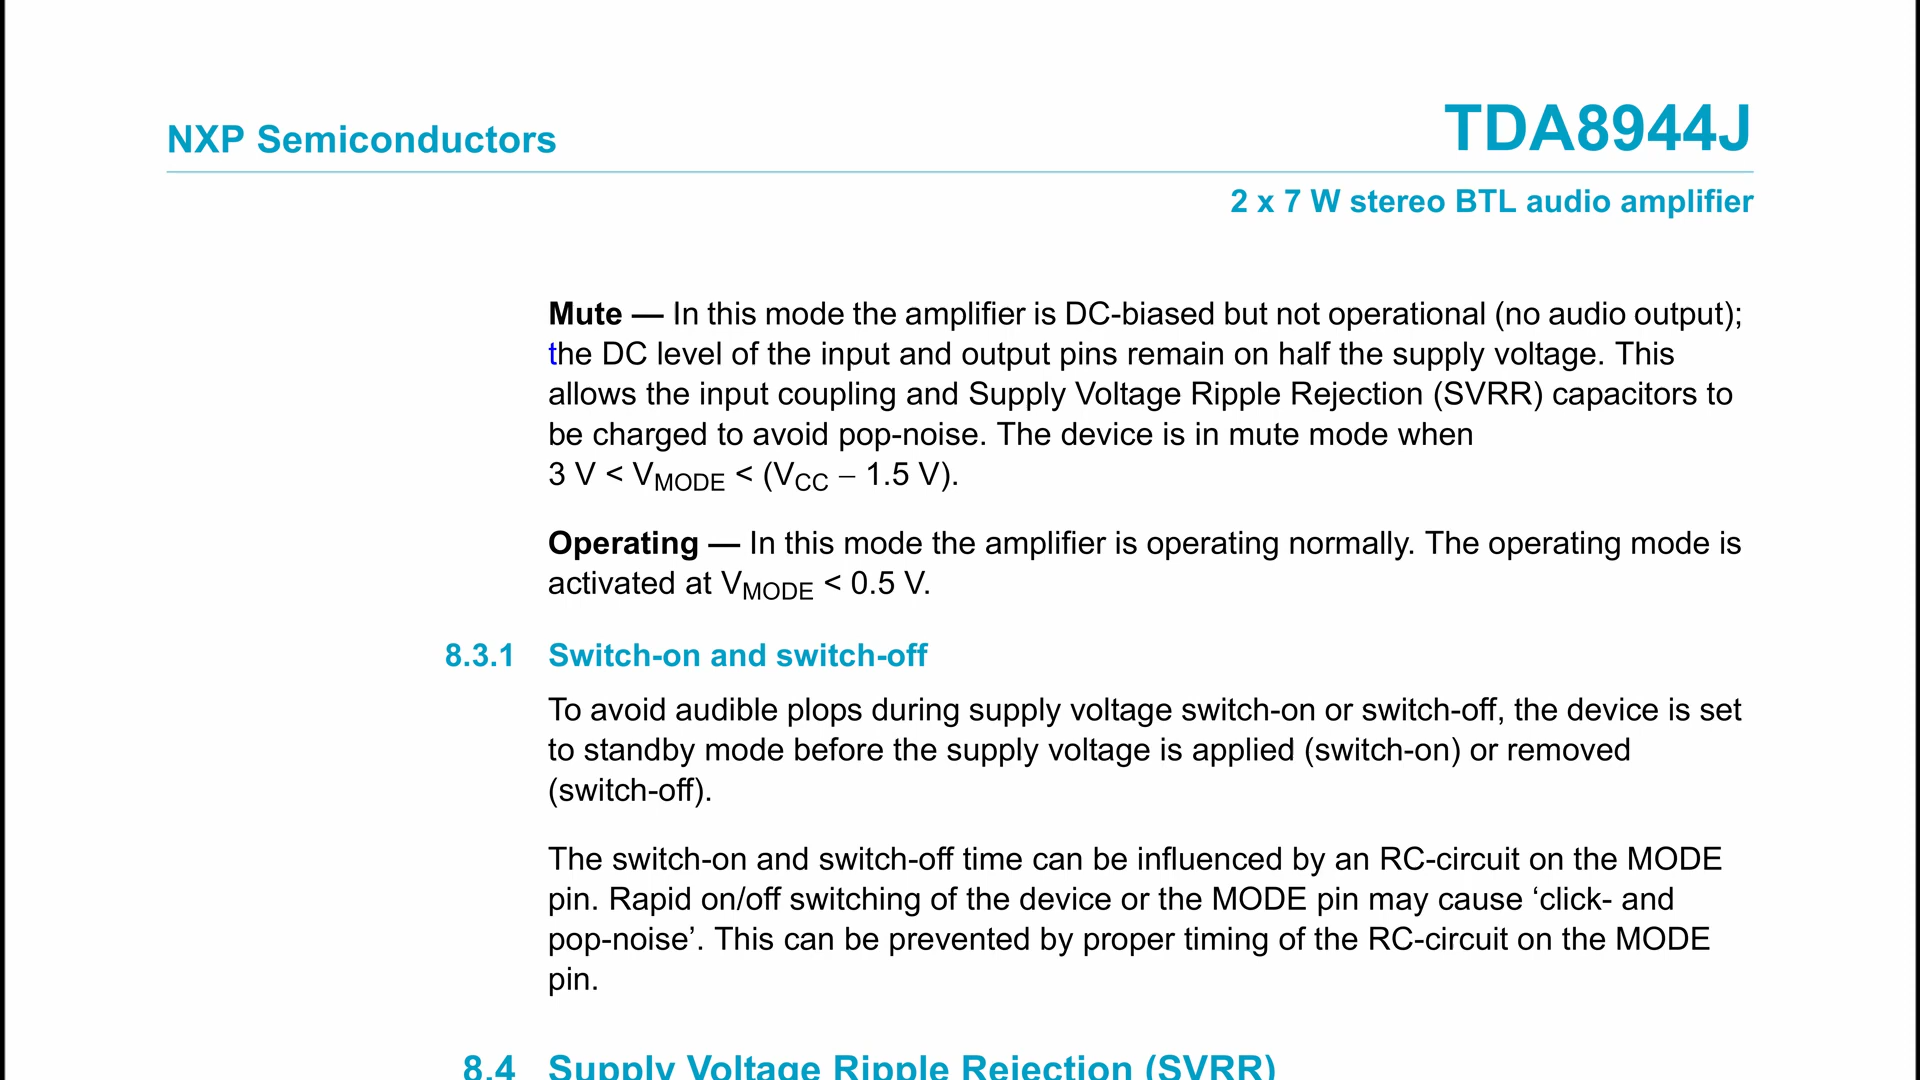 NXP Semiconductors
TDA8944J
2 x 7 W stereo BTL audio amplifier
Mute — In this mode the amplifier is DC-biased but not operational (no audio output);
the DC level of the input and output pins remain on half the supply voltage. This
allows the input coupling and Supply Voltage Ripple Rejection (SVRR) capacitors to
be charged to avoid pop-noise. The device is in mute mode when
3 V < VMODE < (VCC − 1.5 V).
Operating — In this mode the amplifier is operating normally. The operating mode is
activated at VMODE < 0.5 V.
8.3.1 Switch-on and switch-off
To avoid audible plops during supply voltage switch-on or switch-off, the device is set
to standby mode before the supply voltage is applied (switch-on) or removed
(switch-off).
The switch-on and switch-off time can be influenced by an RC-circuit on the MODE
pin. Rapid on/off switching of the device or the MODE pin may cause ‘click- and
pop-noise’. This can be prevented by proper timing of the RC-circuit on the MODE
pin.
8.4 Supply Voltage Ripple Rejection (SVRR)